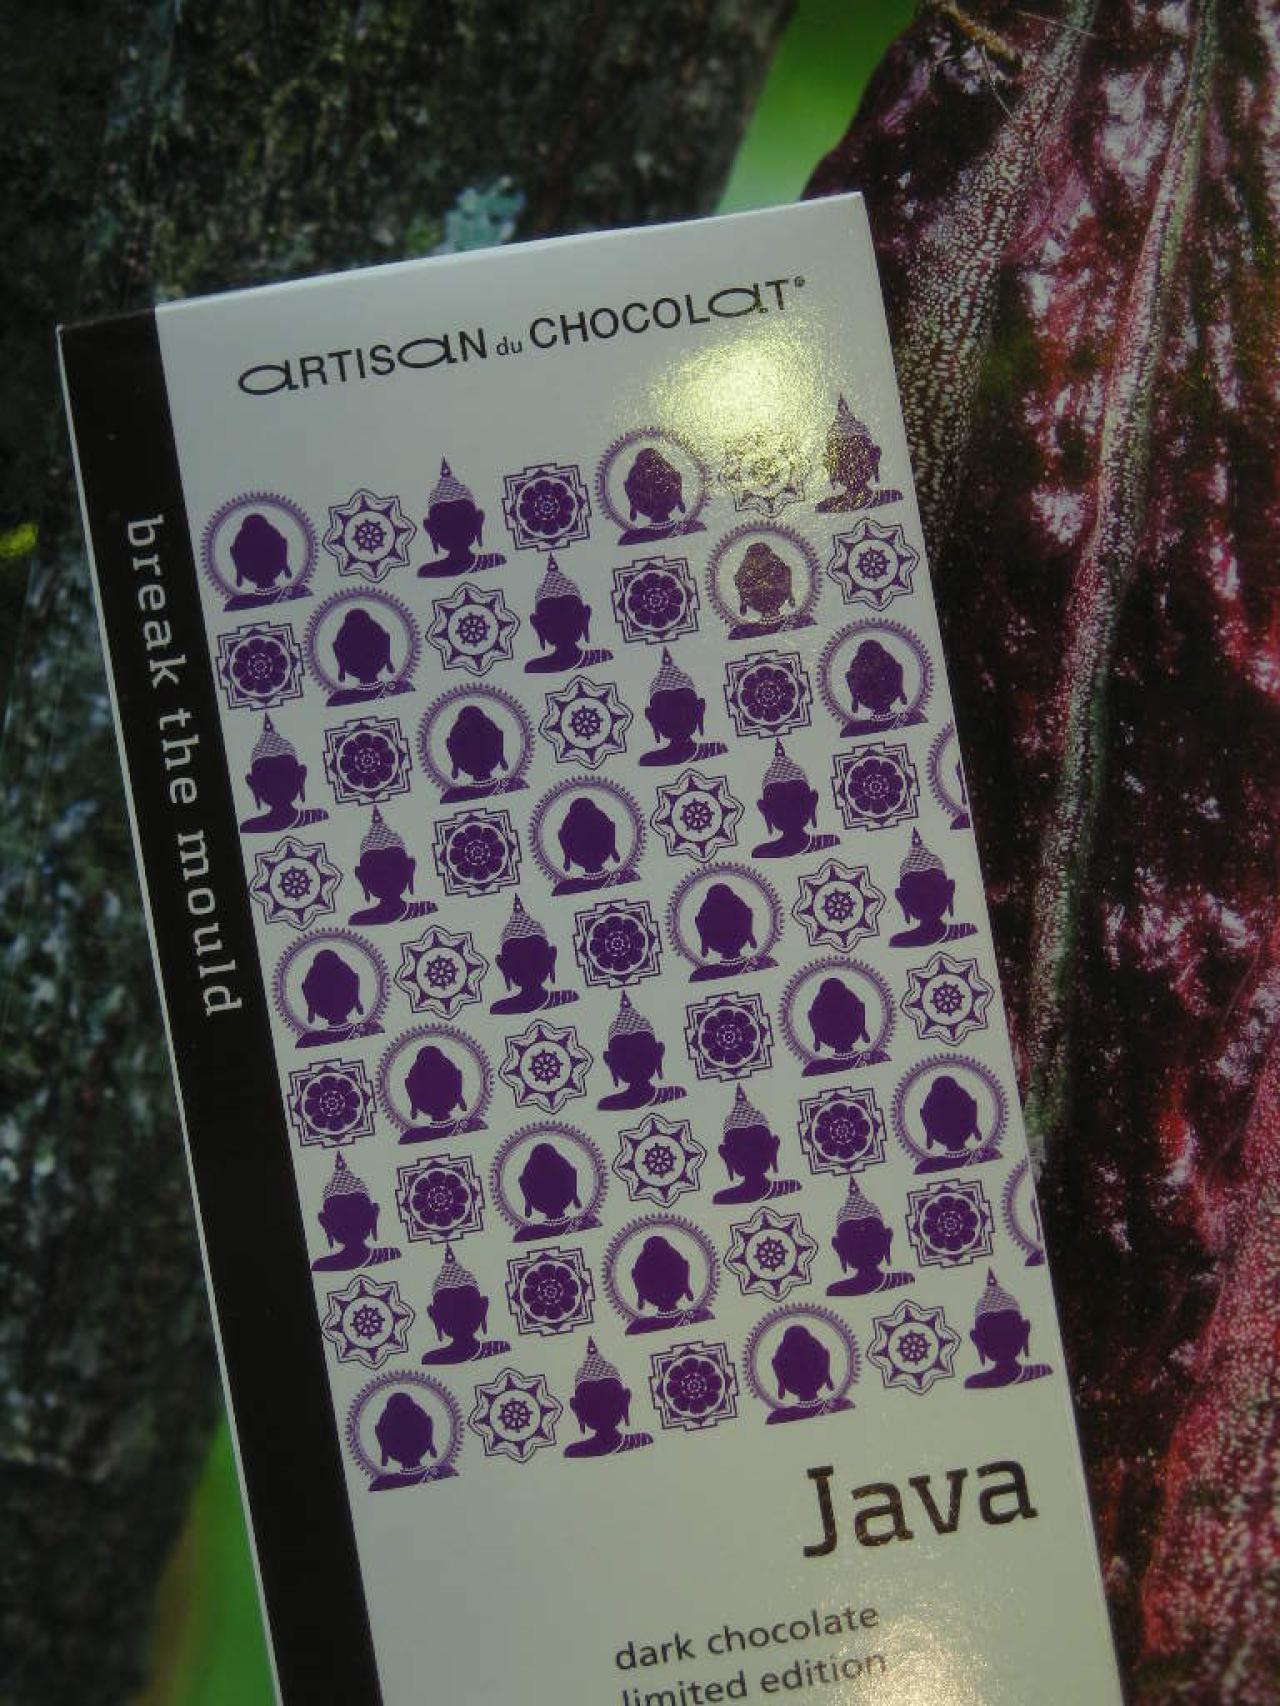 aRTISaN du CHOCOLaT®
break the mould
Java
dark chocolate
limited edition